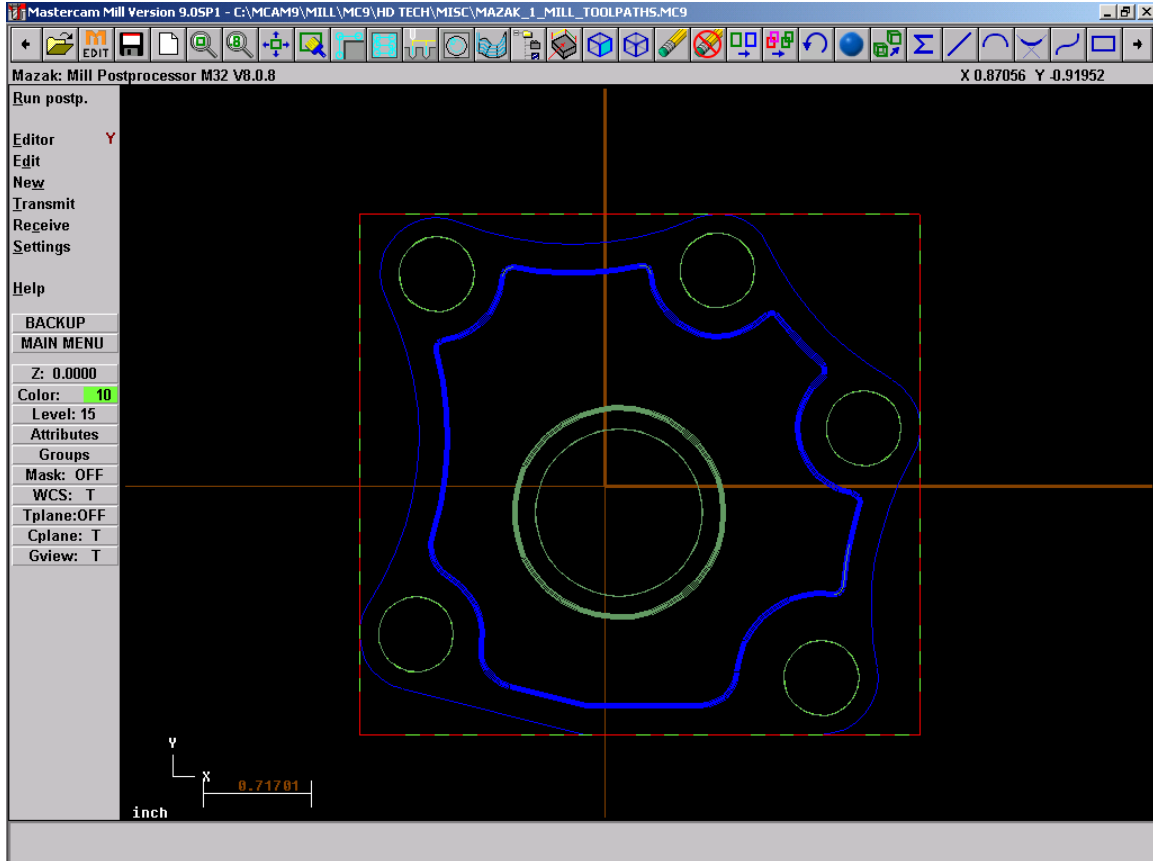 Mastercam Mill Version 9.0SP1 - C:\MCAM9\MILL\MC9\HD TECH\MISC\MAZAK_1_MILL_TOOLPATHS.MC9
EDIT
Mazak: Mill Postprocessor M32 V8.0.8
X 0.87056 Y -0.91952
Run postp.
Editor Y
Edit
New
Transmit
Receive
Settings
Help
BACKUP
MAIN MENU
Z: 0.0000
Color: 10
Level: 15
Attributes
Groups
Mask: OFF
WCS: T
Tplane:OFF
Cplane: T
Gview: T
Y
X
0.71701
inch